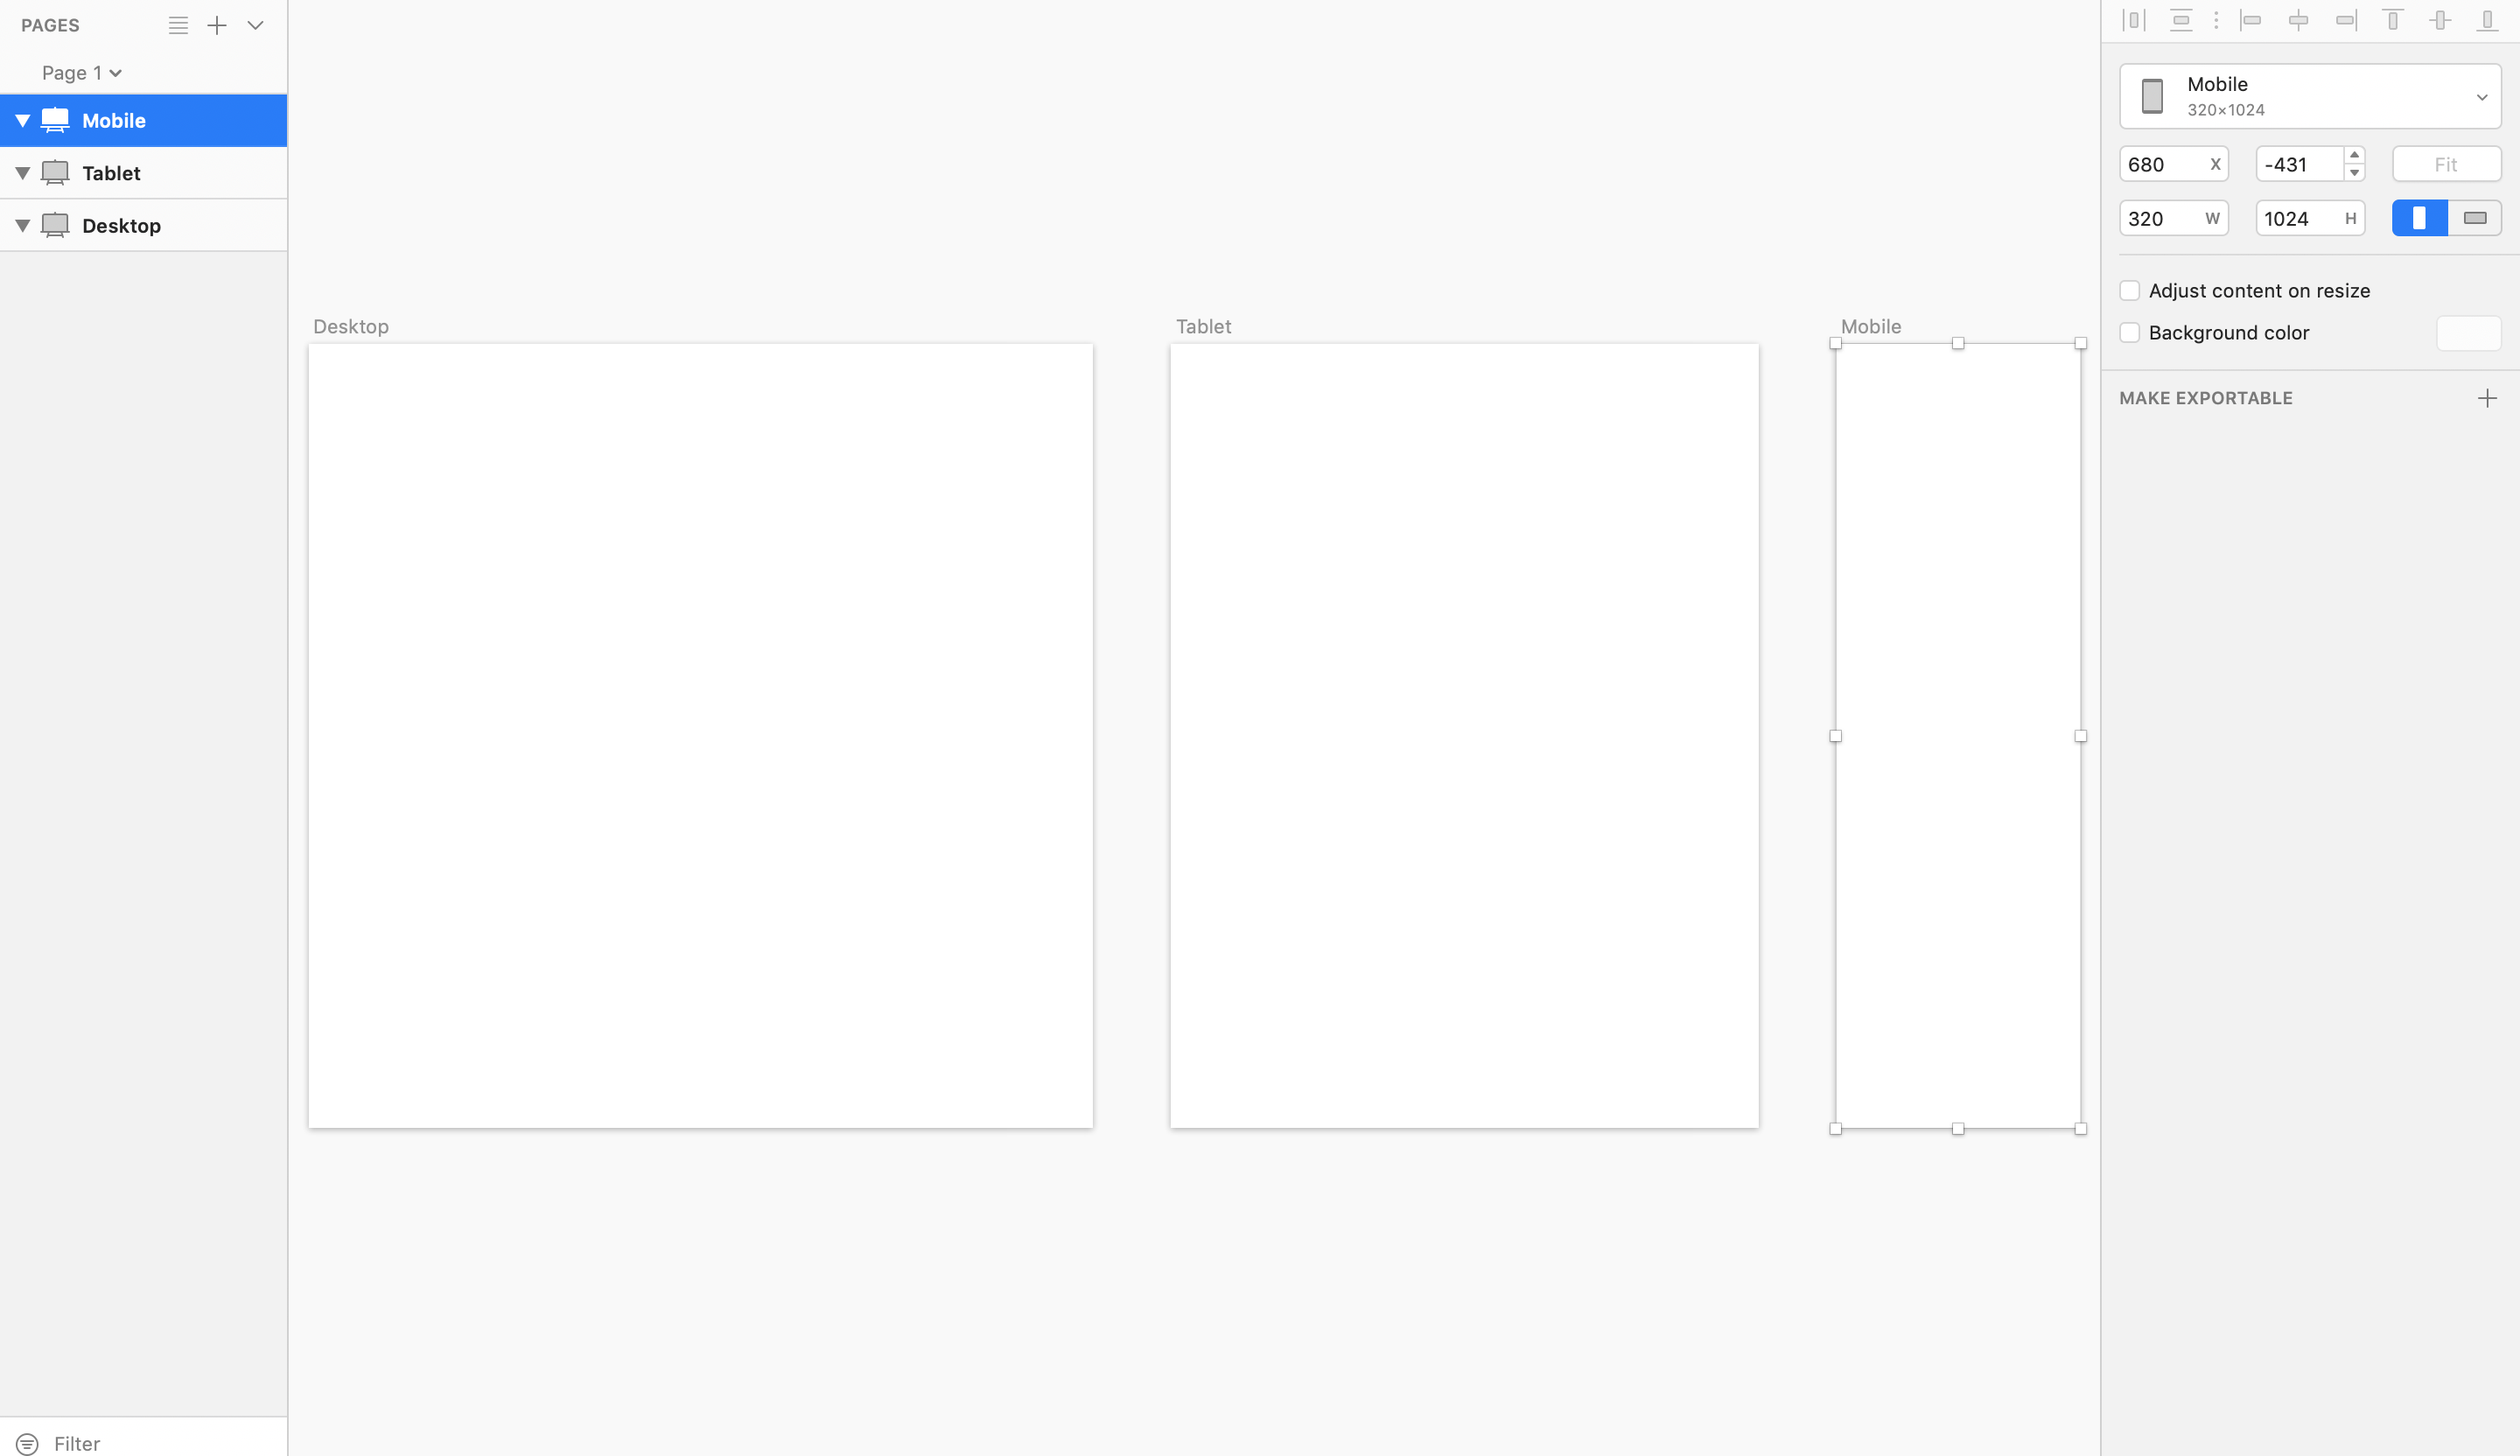 PAGES
Page 1
Mobile
Tablet
Desktop
Filter
Desktop
Tablet
Mobile
Mobile
320×1024
680 X -431 Fit
320 W 1024 H
Adjust content on resize
Background color
MAKE EXPORTABLE